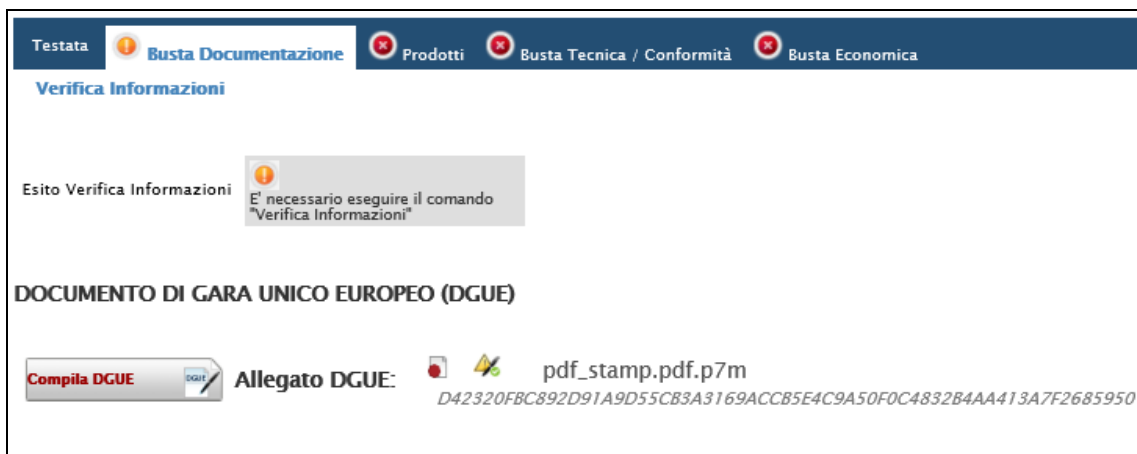 Testata Busta Documentazione Prodotti Busta Tecnica / Conformità Busta Economica
Verifica Informazioni
Esito Verifica Informazioni
E' necessario eseguire il comando
"Verifica Informazioni"
DOCUMENTO DI GARA UNICO EUROPEO (DGUE)
Compila DGUE DGUE Allegato DGUE: pdf_stamp.pdf.p7m
D42320FBC892D91A9D55CB3A3169ACCB5E4C9A50F0C4832B4AA413A7F2685950